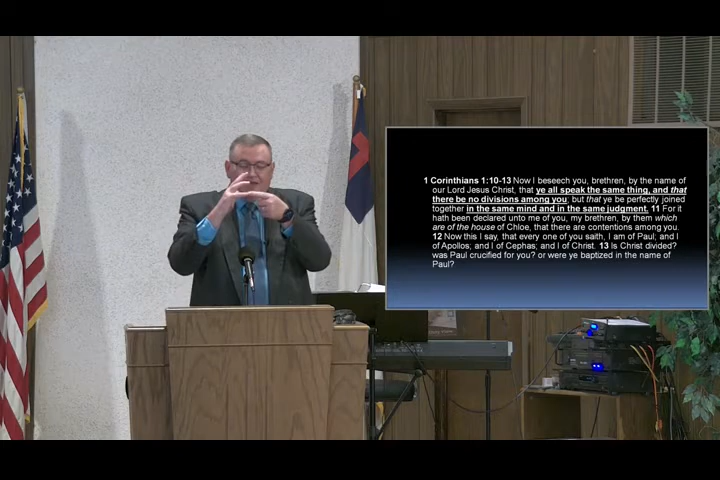 1 Corinthians 1:10-13 Now I beseech you, brethren, by the name of
our Lord Jesus Christ, that ye all speak the same thing, and that
there be no divisions among you; but that ye be perfectly joined
together in the same mind and in the same judgment. 11 For it
hath been declared unto me of you, my brethren, by them which
are of the house of Chloe, that there are contentions among you.
12 Now this I say, that every one of you saith, I am of Paul; and I
of Apollos; and I of Cephas; and I of Christ. 13 Is Christ divided?
was Paul crucified for you? or were ye baptized in the name of
Paul?